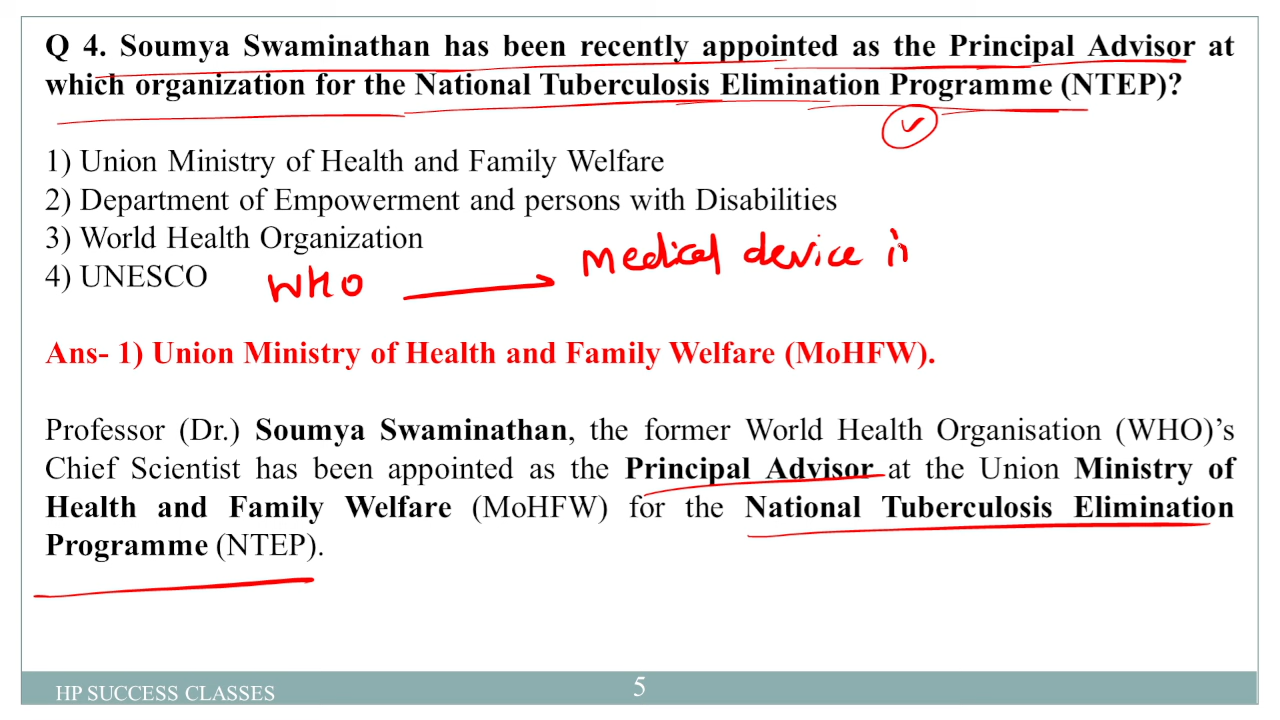 Q 4. Soumya Swaminathan has been recently appointed as the Principal Advisor at
which organization for the National Tuberculosis Elimination Programme (NTEP)?
1) Union Ministry of Health and Family Welfare
2) Department of Empowerment and persons with Disabilities
3) World Health Organization
4) UNESCO
WHO → Medical device in
Ans- 1) Union Ministry of Health and Family Welfare (MoHFW).
Professor (Dr.) Soumya Swaminathan, the former World Health Organisation (WHO)’s
Chief Scientist has been appointed as the Principal Advisor at the Union Ministry of
Health and Family Welfare (MoHFW) for the National Tuberculosis Elimination
Programme (NTEP).
HP SUCCESS CLASSES
5